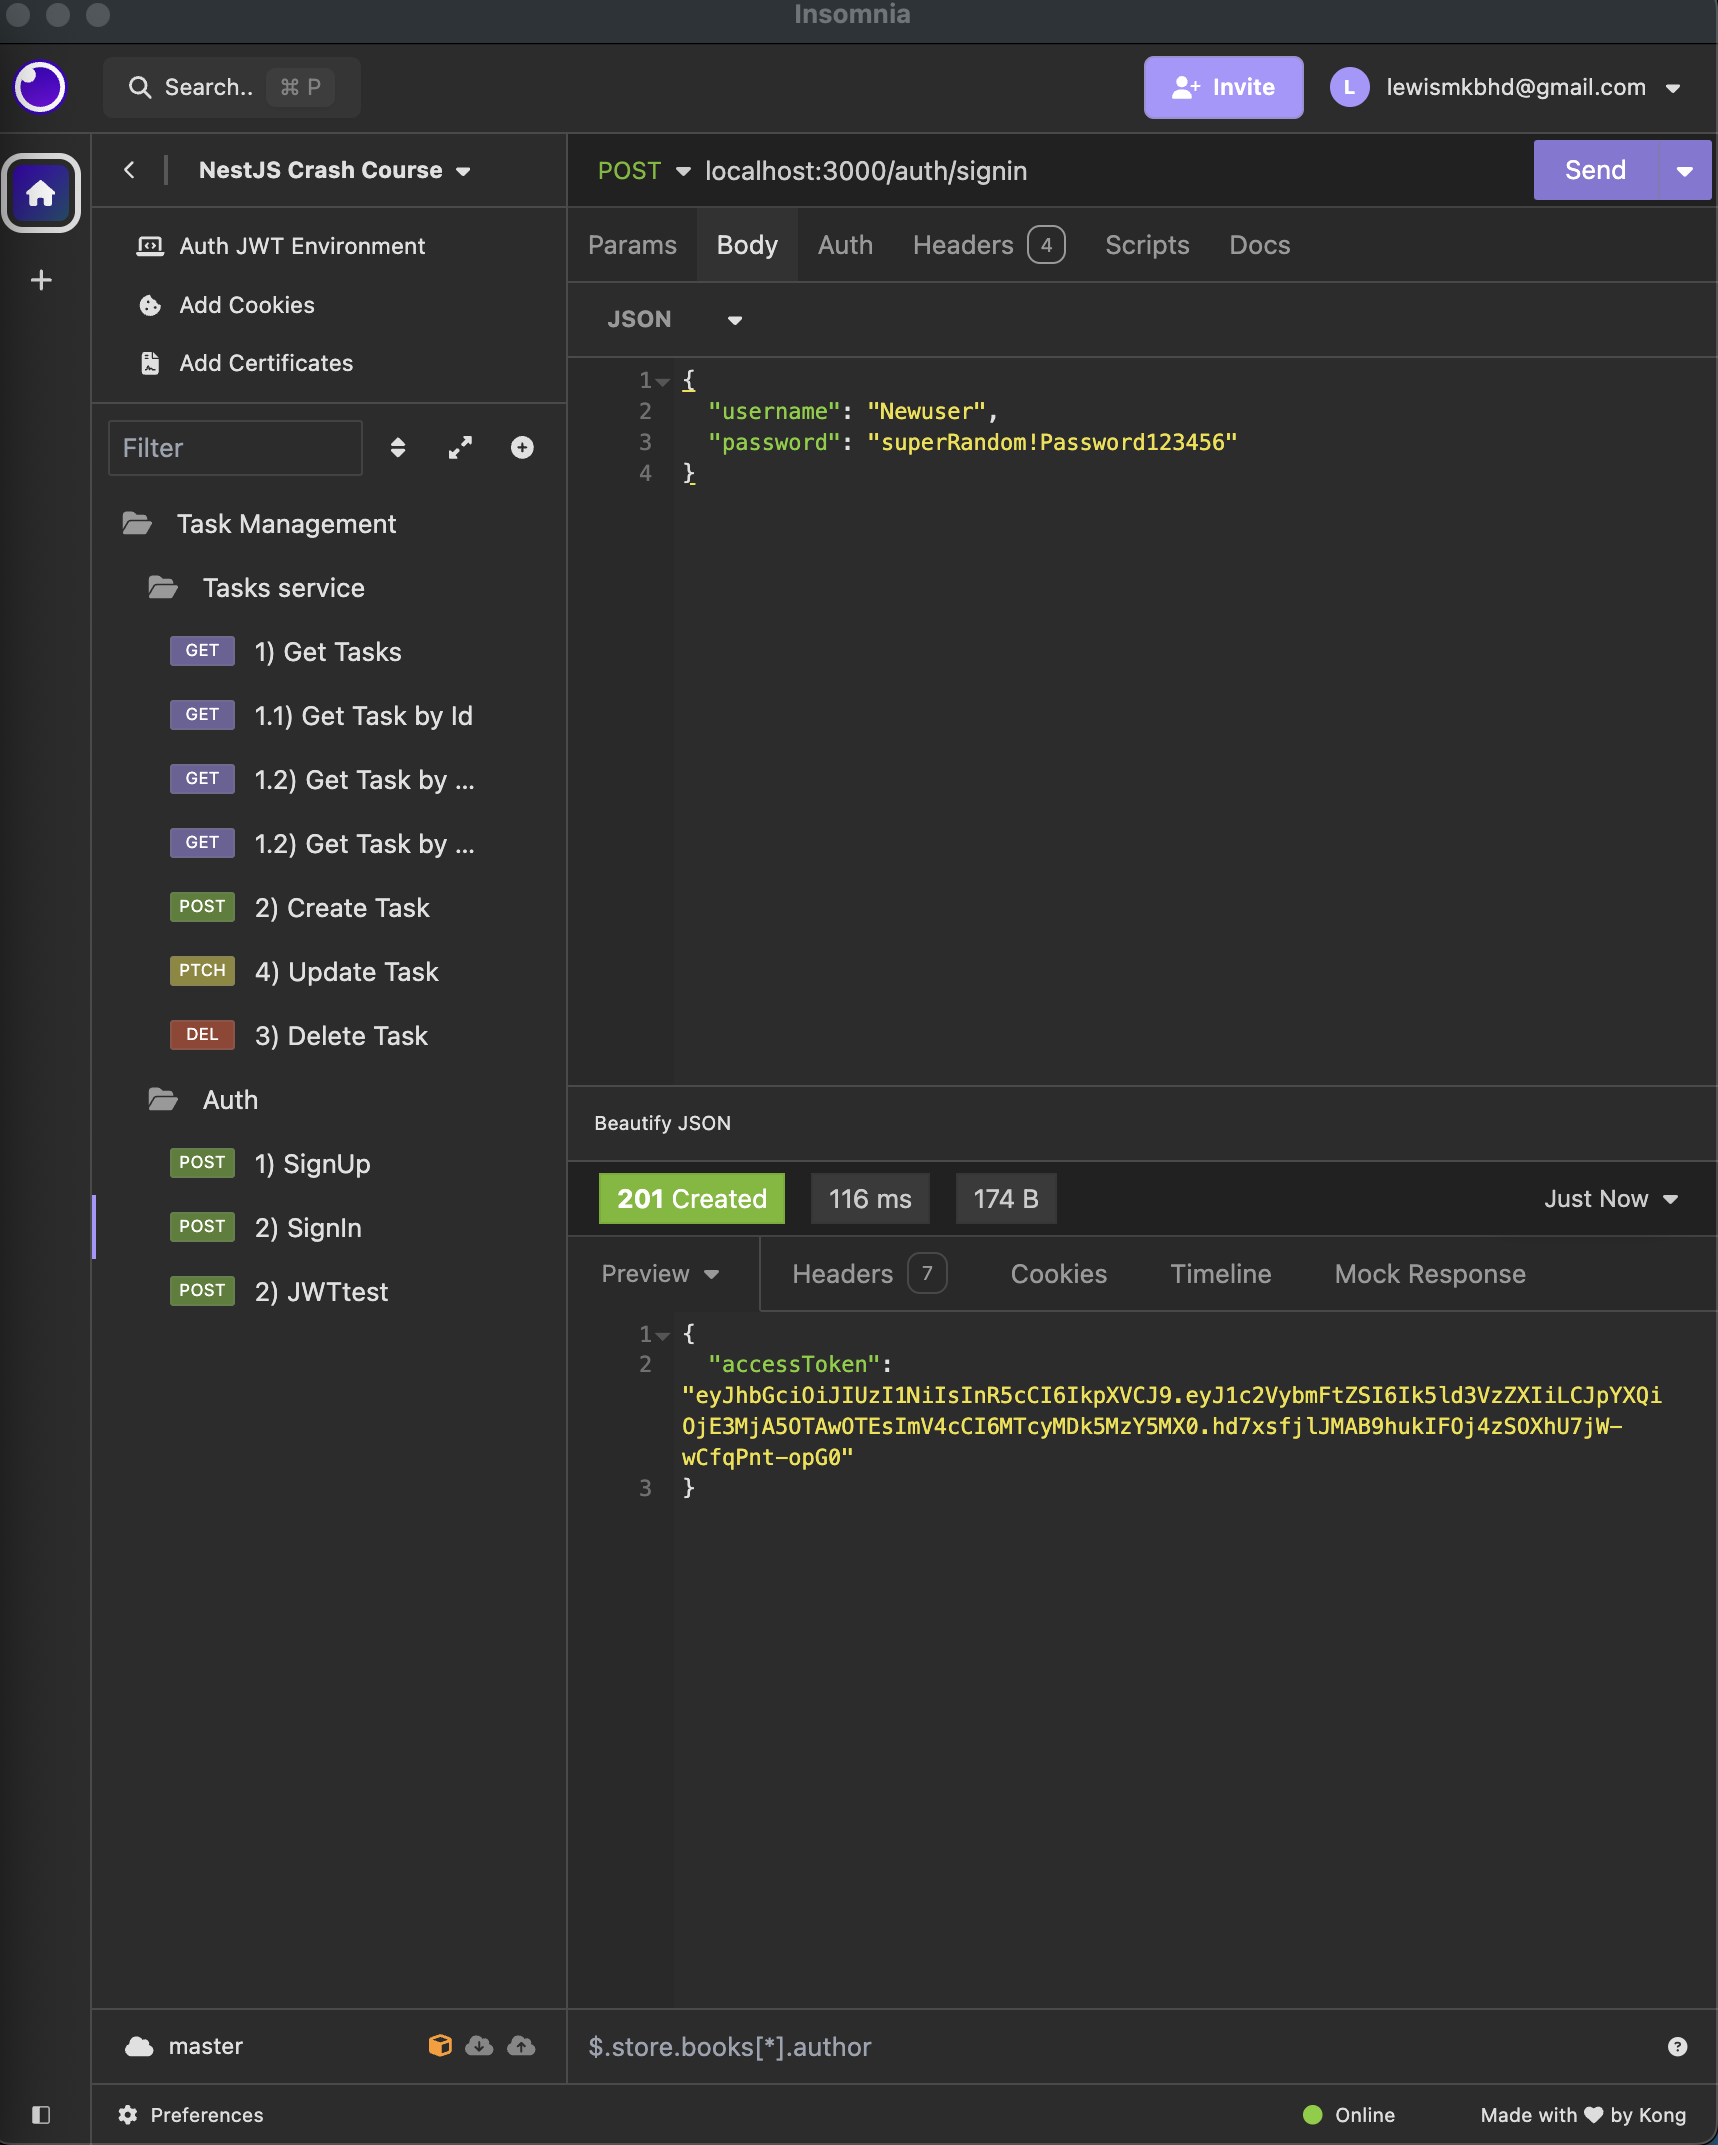 Insomnia
Search.. ⌘ P
Invite
L lewismkbhd@gmail.com
NestJS Crash Course
Auth JWT Environment
Add Cookies
Add Certificates
Filter
Task Management
Tasks service
GET 1) Get Tasks
GET 1.1) Get Task by Id
GET 1.2) Get Task by ...
GET 1.2) Get Task by ...
POST 2) Create Task
PTCH 4) Update Task
DEL 3) Delete Task
Auth
POST 1) SignUp
POST 2) SignIn
POST 2) JWTtest
master
Preferences
POST localhost:3000/auth/signin
Send
Params Body Auth Headers 4 Scripts Docs
JSON
1 {
2 "username": "Newuser",
3 "password": "superRandom!Password123456"
4 }
Beautify JSON
201 Created 116 ms 174 B Just Now
Preview Headers 7 Cookies Timeline Mock Response
1 {
2 "accessToken":
"eyJhbGciOiJIUzI1NiIsInR5cCI6IkpXVCJ9.eyJ1c2VybmFtZSI6Ik5ld3VzZXIiLCJpYXQi
OjE3MjA5OTAwOTEsImV4cCI6MTcyMDk5MzY5MX0.hd7xsfjlJMAB9hukIFOj4zSOXhU7jW-
wCfqPnt-opG0"
3 }
$.store.books[*].author
Online
Made with ♥ by Kong